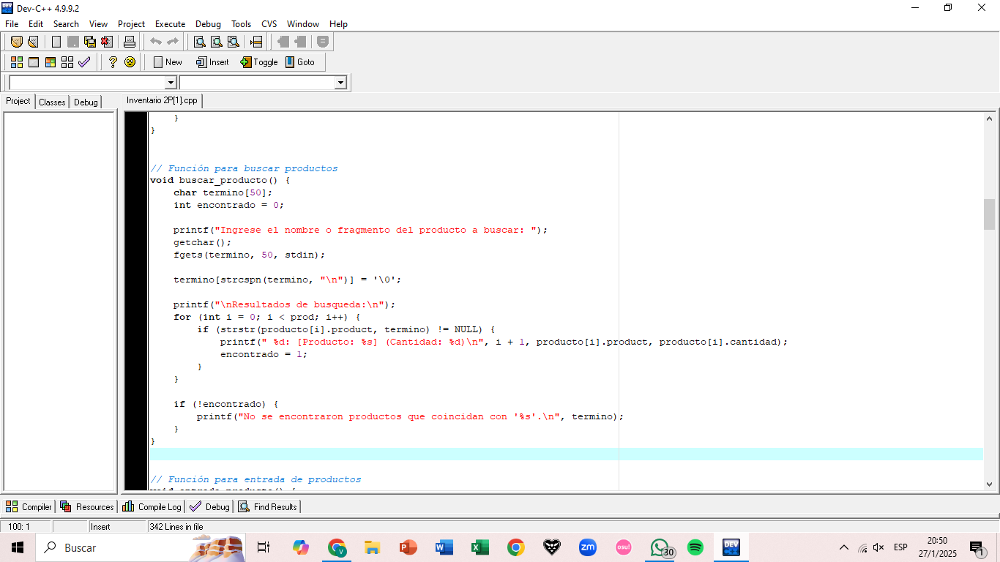 Dev-C++ 4.9.9.2
File Edit Search View Project Execute Debug Tools CVS Window Help
New Insert Toggle Goto
Project Classes Debug Inventario 2P[1].cpp
}
}
// Función para buscar productos
void buscar_producto() {
char termino[50];
int encontrado = 0;
printf("Ingrese el nombre o fragmento del producto a buscar: ");
getchar();
fgets(termino, 50, stdin);
termino[strcspn(termino, "\n")] = '\0';
printf("\nResultados de busqueda:\n");
for (int i = 0; i < prod; i++) {
if (strstr(producto[i].product, termino) != NULL) {
printf(" %d: [Producto: %s] (Cantidad: %d)\n", i + 1, producto[i].product, producto[i].cantidad);
encontrado = 1;
}
}
if (!encontrado) {
printf("No se encontraron productos que coincidan con '%s'.\n", termino);
}
}
// Función para entrada de productos
Compiler Resources Compile Log Debug Find Results
100: 1 Insert 342 Lines in file
Buscar zm osu! 30 DEV ESP 20:50
27/1/2025 1